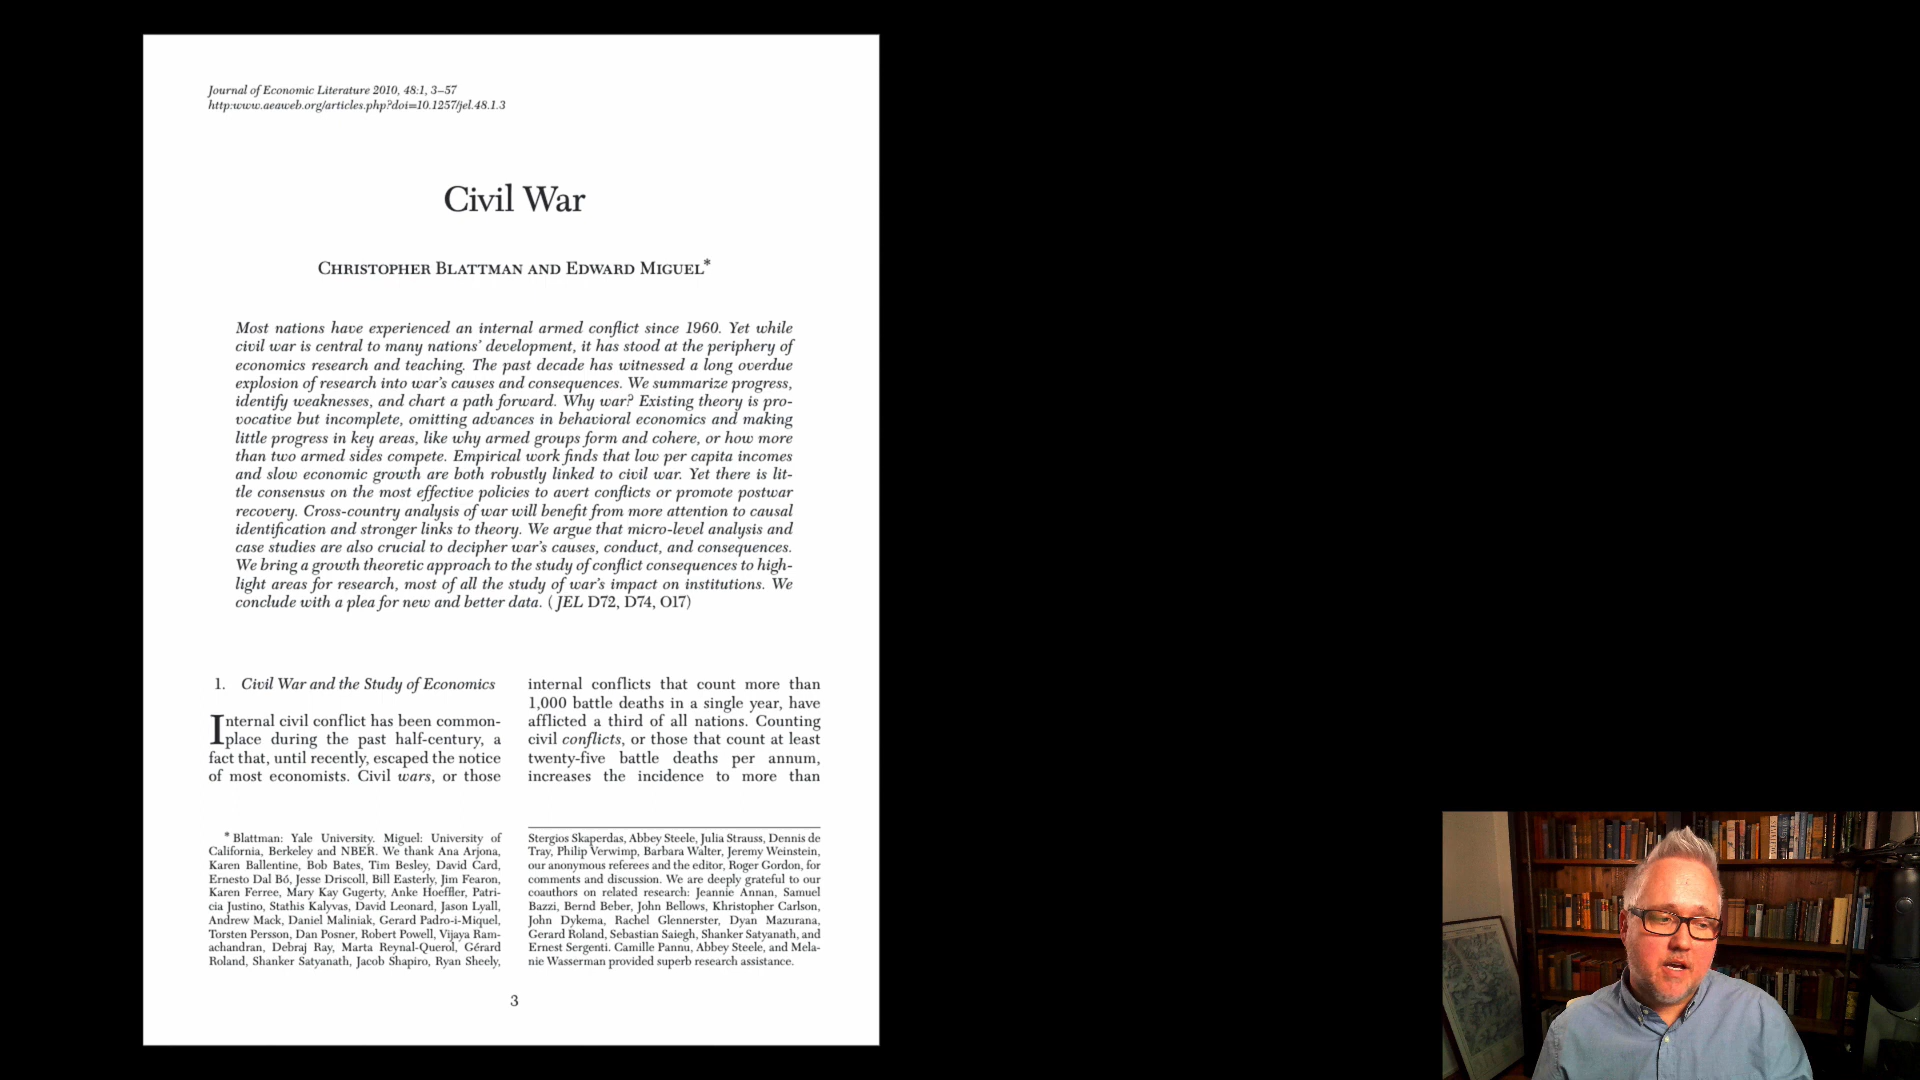 Journal of Economic Literature 2010, 48:1, 3–57
http:www.aeaweb.org/articles.php?doi=10.1257/jel.48.1.3
Civil War
Christopher Blattman and Edward Miguel*
Most nations have experienced an internal armed conflict since 1960. Yet while
civil war is central to many nations’ development, it has stood at the periphery of
economics research and teaching. The past decade has witnessed a long overdue
explosion of research into war’s causes and consequences. We summarize progress,
identify weaknesses, and chart a path forward. Why war? Existing theory is pro-
vocative but incomplete, omitting advances in behavioral economics and making
little progress in key areas, like why armed groups form and cohere, or how more
than two armed sides compete. Empirical work finds that low per capita incomes
and slow economic growth are both robustly linked to civil war. Yet there is lit-
tle consensus on the most effective policies to avert conflicts or promote postwar
recovery. Cross-country analysis of war will benefit from more attention to causal
identification and stronger links to theory. We argue that micro-level analysis and
case studies are also crucial to decipher war’s causes, conduct, and consequences.
We bring a growth theoretic approach to the study of conflict consequences to high-
light areas for research, most of all the study of war’s impact on institutions. We
conclude with a plea for new and better data. (JEL D72, D74, O17)
1. Civil War and the Study of Economics
Internal civil conflict has been common-
place during the past half-century, a
fact that, until recently, escaped the notice
of most economists. Civil wars, or those
internal conflicts that count more than
1,000 battle deaths in a single year, have
afflicted a third of all nations. Counting
civil conflicts, or those that count at least
twenty-five battle deaths per annum,
increases the incidence to more than
* Blattman: Yale University. Miguel: University of
California, Berkeley and NBER. We thank Ana Arjona,
Karen Ballentine, Bob Bates, Tim Besley, David Card,
Ernesto Dal Bó, Jesse Driscoll, Bill Easterly, Jim Fearon,
Karen Ferree, Mary Kay Gugerty, Anke Hoeffler, Patri-
cia Justino, Stathis Kalyvas, David Leonard, Jason Lyall,
Andrew Mack, Daniel Maliniak, Gerard Padro-i-Miquel,
Torsten Persson, Dan Posner, Robert Powell, Vijaya Ram-
achandran, Debraj Ray, Marta Reynal-Querol, Gérard
Roland, Shanker Satyanath, Jacob Shapiro, Ryan Sheely,
Stergios Skaperdas, Abbey Steele, Julia Strauss, Dennis de
Tray, Philip Verwimp, Barbara Walter, Jeremy Weinstein,
our anonymous referees and the editor, Roger Gordon, for
comments and discussion. We are deeply grateful to our
coauthors on related research: Jeannie Annan, Samuel
Bazzi, Bernd Beber, John Bellows, Khristopher Carlson,
John Dykema, Rachel Glennerster, Dyan Mazurana,
Gerard Roland, Sebastian Saiegh, Shanker Satyanath, and
Ernest Sergenti. Camille Pannu, Abbey Steele, and Mela-
nie Wasserman provided superb research assistance.
3